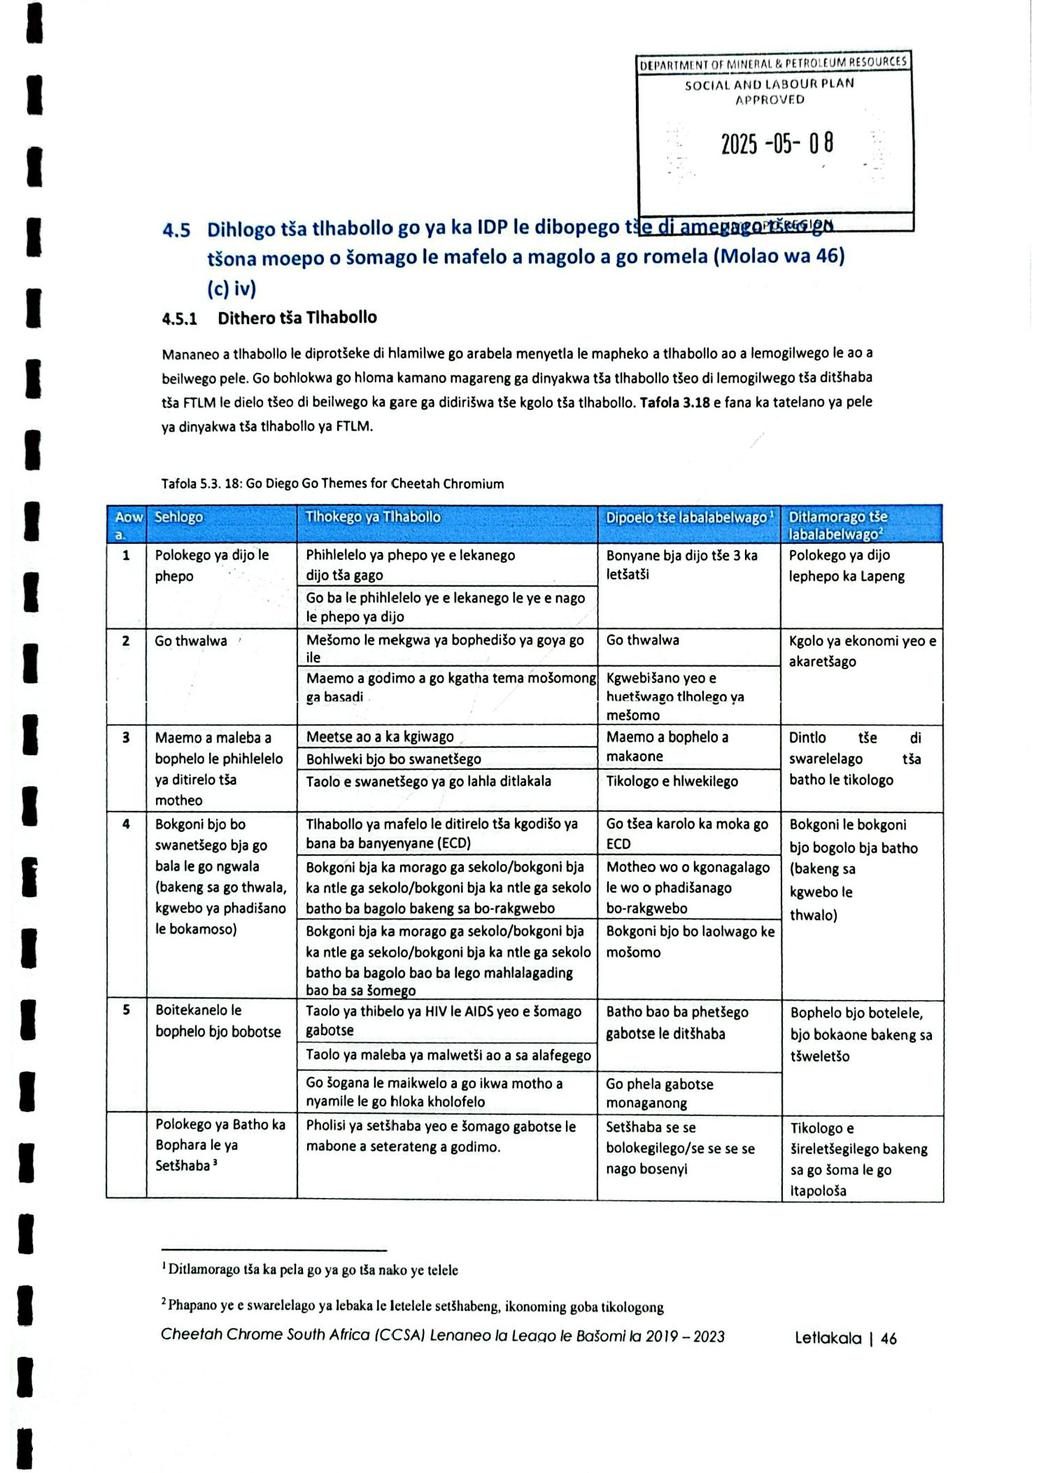 DEPARTMENT OF MINERAL & PETROLEUM RESOURCES
SOCIAL AND LABOUR PLAN
APPROVED
2025 -05- 08
4.5 Dihlogo tša tlhabollo go ya ka IDP le dibopego tše di amegago
tšona moepo o šomago le mafelo a magolo a go romela (Molao wa 46)
(c) iv)
4.5.1 Dithero tša Tlhabollo
Mananeo a tlhabollo le diprotšeke di hlamilwe go arabela menyetla le mapheko a tlhabollo ao a lemogilwego le ao a
beilwego pele. Go bohlokwa go hloma kamano magareng ga dinyakwa tša tlhabollo tšeo di lemogilwego tša ditšhaba
tša FTLM le dielo tšeo di beilwego ka gare ga didirišwa tše kgolo tša tlhabollo. Tafola 3.18 e fana ka tatelano ya pele
ya dinyakwa tša tlhabollo ya FTLM.
Tafola 5.3. 18: Go Diego Go Themes for Cheetah Chromium
Aow Sehlogo Tlhokego ya Tlhabollo Dipoelo tše labalabelwago ¹ Ditlamorago tše
a. labalabelwago²
1 Polokego ya dijo le Phihlelelo ya phepo ye e lekanego Bonyane bja dijo tše 3 ka Polokego ya dijo
phepo dijo tša gago letšatši lephepo ka Lapeng
Go ba le phihlelelo ye e lekanego le ye e nago
le phepo ya dijo
2 Go thwalwa Mešomo le mekgwa ya bophedišo ya goya go Go thwalwa Kgolo ya ekonomi yeo e
ile akaretšago
Maemo a godimo a go kgatha tema mošomong Kgwebišano yeo e
ga basadi huetšwago tlholego ya
mešomo
3 Maemo a maleba a Meetse ao a ka kgiwago Maemo a bophelo a Dintlo tše di
bophelo le phihlelelo Bohlweki bjo bo swanetšego makaone swarelelago tša
ya ditirelo tša Taolo e swanetšego ya go lahla ditlakala Tikologo e hlwekilego batho le tikologo
motheo
4 Bokgoni bjo bo Tlhabollo ya mafelo le ditirelo tša kgodišo ya Go tšea karolo ka moka go Bokgoni le bokgoni
swanetšego bja go bana ba banyenyane (ECD) ECD bjo bogolo bja batho
bala le go ngwala Bokgoni bja ka morago ga sekolo/bokgoni bja Motheo wo o kgonagalago (bakeng sa
(bakeng sa go thwala, ka ntle ga sekolo/bokgoni bja ka ntle ga sekolo le wo o phadišanago kgwebo le
kgwebo ya phadišano batho ba bagolo bakeng sa bo-rakgwebo bo-rakgwebo thwalo)
le bokamoso) Bokgoni bja ka morago ga sekolo/bokgoni bja Bokgoni bjo bo laolwago ke
ka ntle ga sekolo/bokgoni bja ka ntle ga sekolo mošomo
batho ba bagolo bao ba lego mahlalagading
bao ba sa šomego
5 Boitekanelo le Taolo ya thibelo ya HIV le AIDS yeo e šomago Batho bao ba phetšego Bophelo bjo botelele,
bophelo bjo bobotse gabotse gabotse le ditšhaba bjo bokaone bakeng sa
Taolo ya maleba ya malwetši ao a sa alafegego tšweletšo
Go šogana le maikwelo a go ikwa motho a Go phela gabotse
nyamile le go hloka kholofelo monaganong
Polokego ya Batho ka Pholisi ya setšhaba yeo e šomago gabotse le Setšhaba se se Tikologo e
Bophara le ya mabone a seterateng a godimo. bolokegilego/se se se se šireletšegilego bakeng
Setšhaba ³ nago bosenyi sa go šoma le go
Itapološa
¹ Ditlamorago tša ka pela go ya go tša nako ye telele
² Phapano ye e swarelelago ya lebaka le letelele setšhabeng, ikonoming goba tikologong
Cheetah Chrome South Africa (CCSA) Lenaneo la Leago le Bašomi la 2019 – 2023 Letlakala | 46